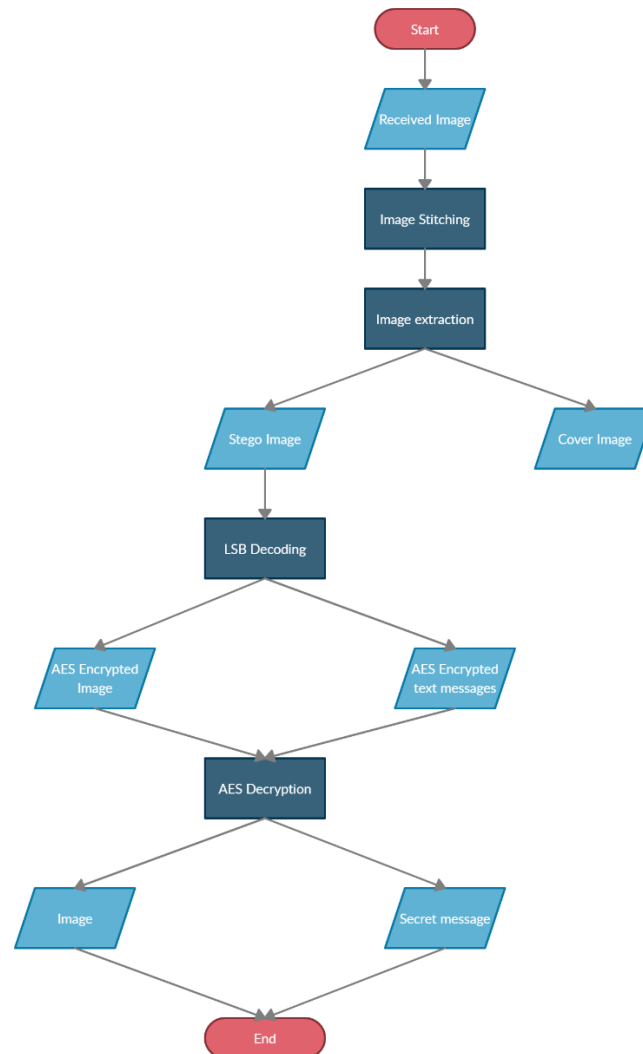 Start
Received Image
Image Stitching
Image extraction
Stego Image
Cover Image
LSB Decoding
AES Encrypted
Image
AES Encrypted
text messages
AES Decryption
Image
Secret message
End